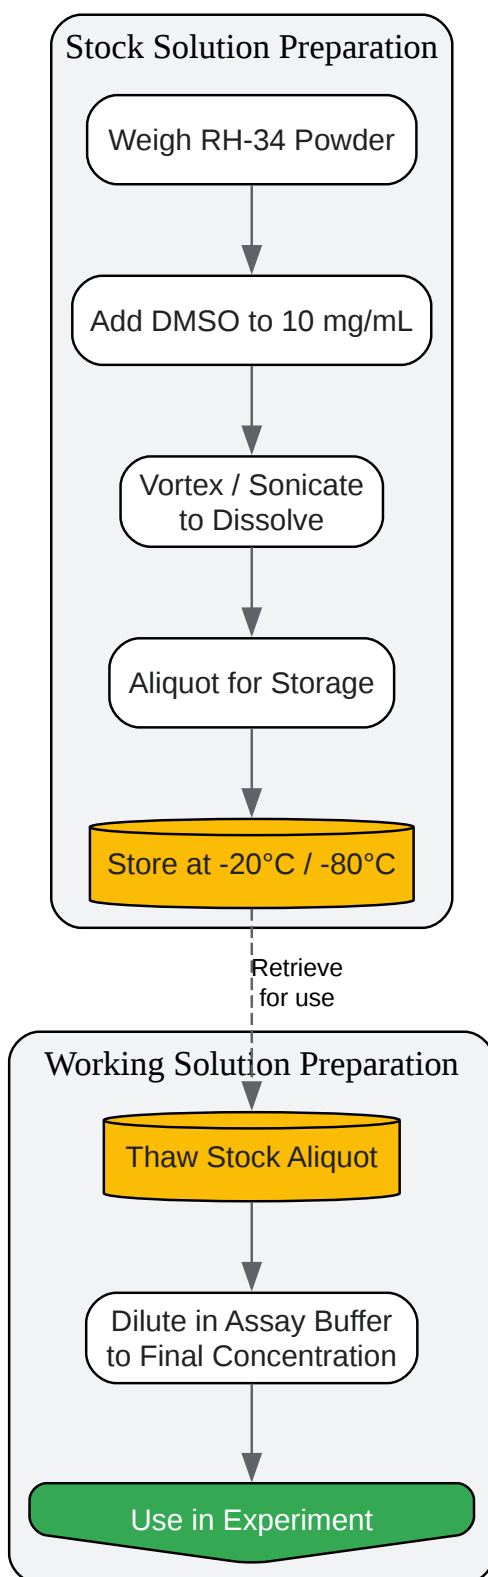 Stock Solution Preparation
Weigh RH-34 Powder
Add DMSO to 10 mg/mL
Vortex / Sonicate
to Dissolve
Aliquot for Storage
Store at -20°C / -80°C
Retrieve
for use
Working Solution Preparation
Thaw Stock Aliquot
Dilute in Assay Buffer
to Final Concentration
Use in Experiment